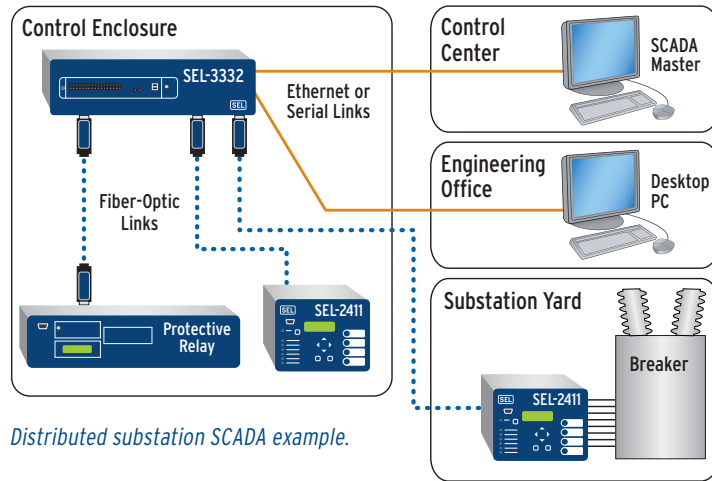 Control Enclosure
SEL-3332
SEL
Ethernet or
Serial Links
Fiber-Optic
Links
Protective
Relay
SEL
SEL-2411
Control
Center
SCADA
Master
Engineering
Office
Desktop
PC
Substation Yard
Breaker
SEL
SEL-2411
Distributed substation SCADA example.